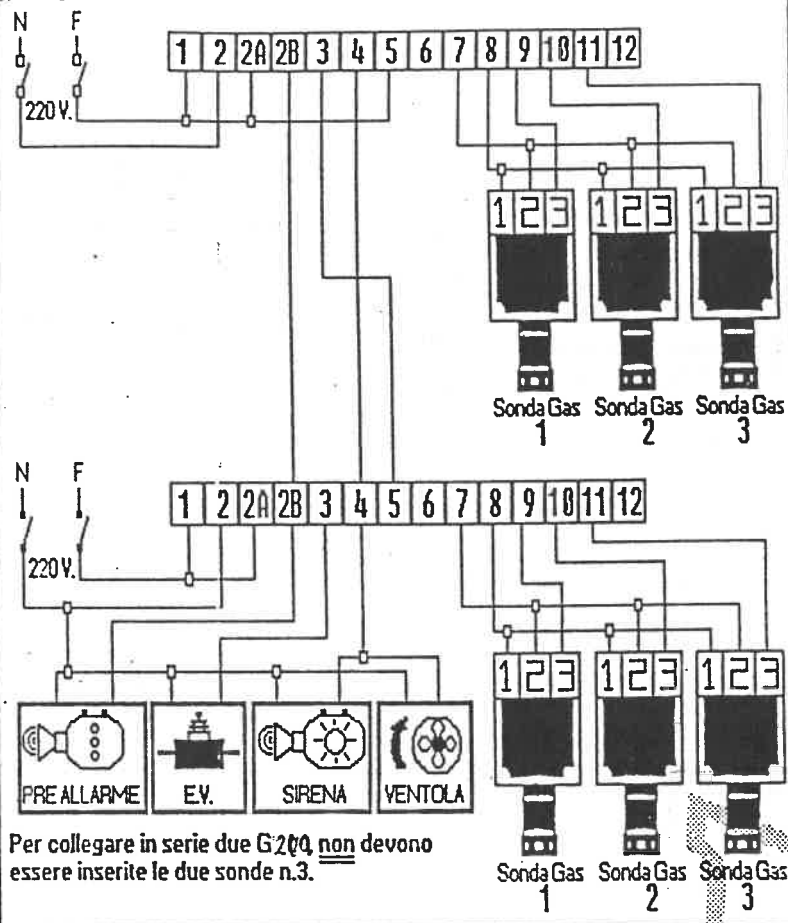 N F
1 2 2A 2B 3 4 5 6 7 8 9 10 11 12
220 V.
1 2 3 1 2 3 1 2 3
Sonda Gas Sonda Gas Sonda Gas
1 2 3
N F
1 2 2A 2B 3 4 5 6 7 8 9 10 11 12
220 V.
1 2 3 1 2 3 1 2 3
PRE ALLARME E.V. SIRENA VENTOLA
Sonda Gas Sonda Gas Sonda Gas
1 2 3
Per collegare in serie due non devono
essere inserite le due sonde n.3.